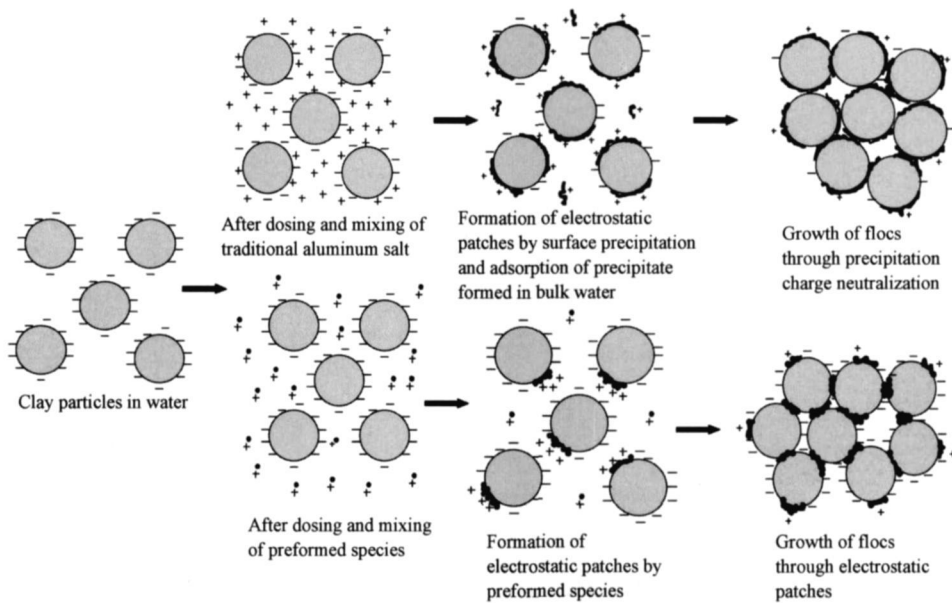 Clay particles in water
After dosing and mixing of
traditional aluminum salt
Formation of electrostatic
patches by surface precipitation
and adsorption of precipitate
formed in bulk water
Growth of flocs
through precipitation
charge neutralization
After dosing and mixing
of preformed species
Formation of
electrostatic patches by
preformed species
Growth of flocs
through electrostatic
patches